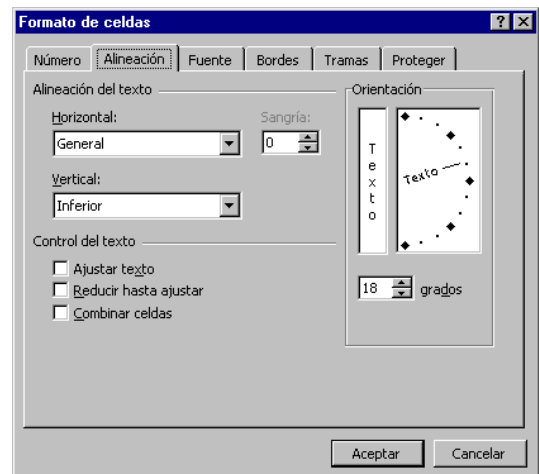 Formato de celdas
Número Alineación Fuente Bordes Tramas Proteger
Alineación del texto
Horizontal:
General
Sangría:
0
Vertical:
Inferior
Control del texto
Ajustar texto
Reducir hasta ajustar
Combinar celdas
Orientación
T
e
x
t
o
Texto
18 grados
Aceptar Cancelar